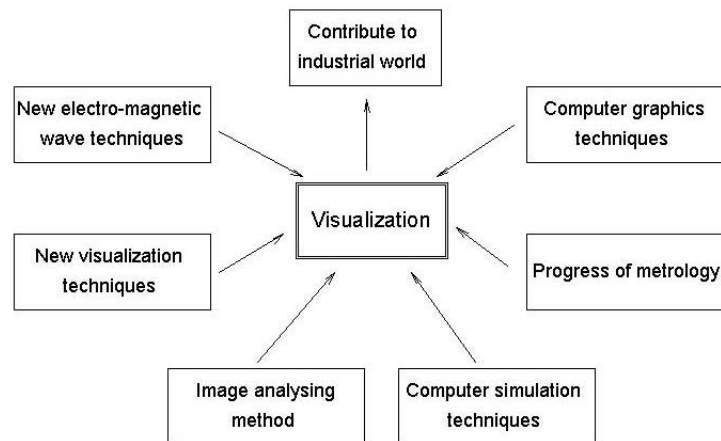 Contribute to
industrial world
New electro-magnetic
wave techniques
Computer graphics
techniques
Visualization
New visualization
techniques
Progress of metrology
Image analysing
method
Computer simulation
techniques